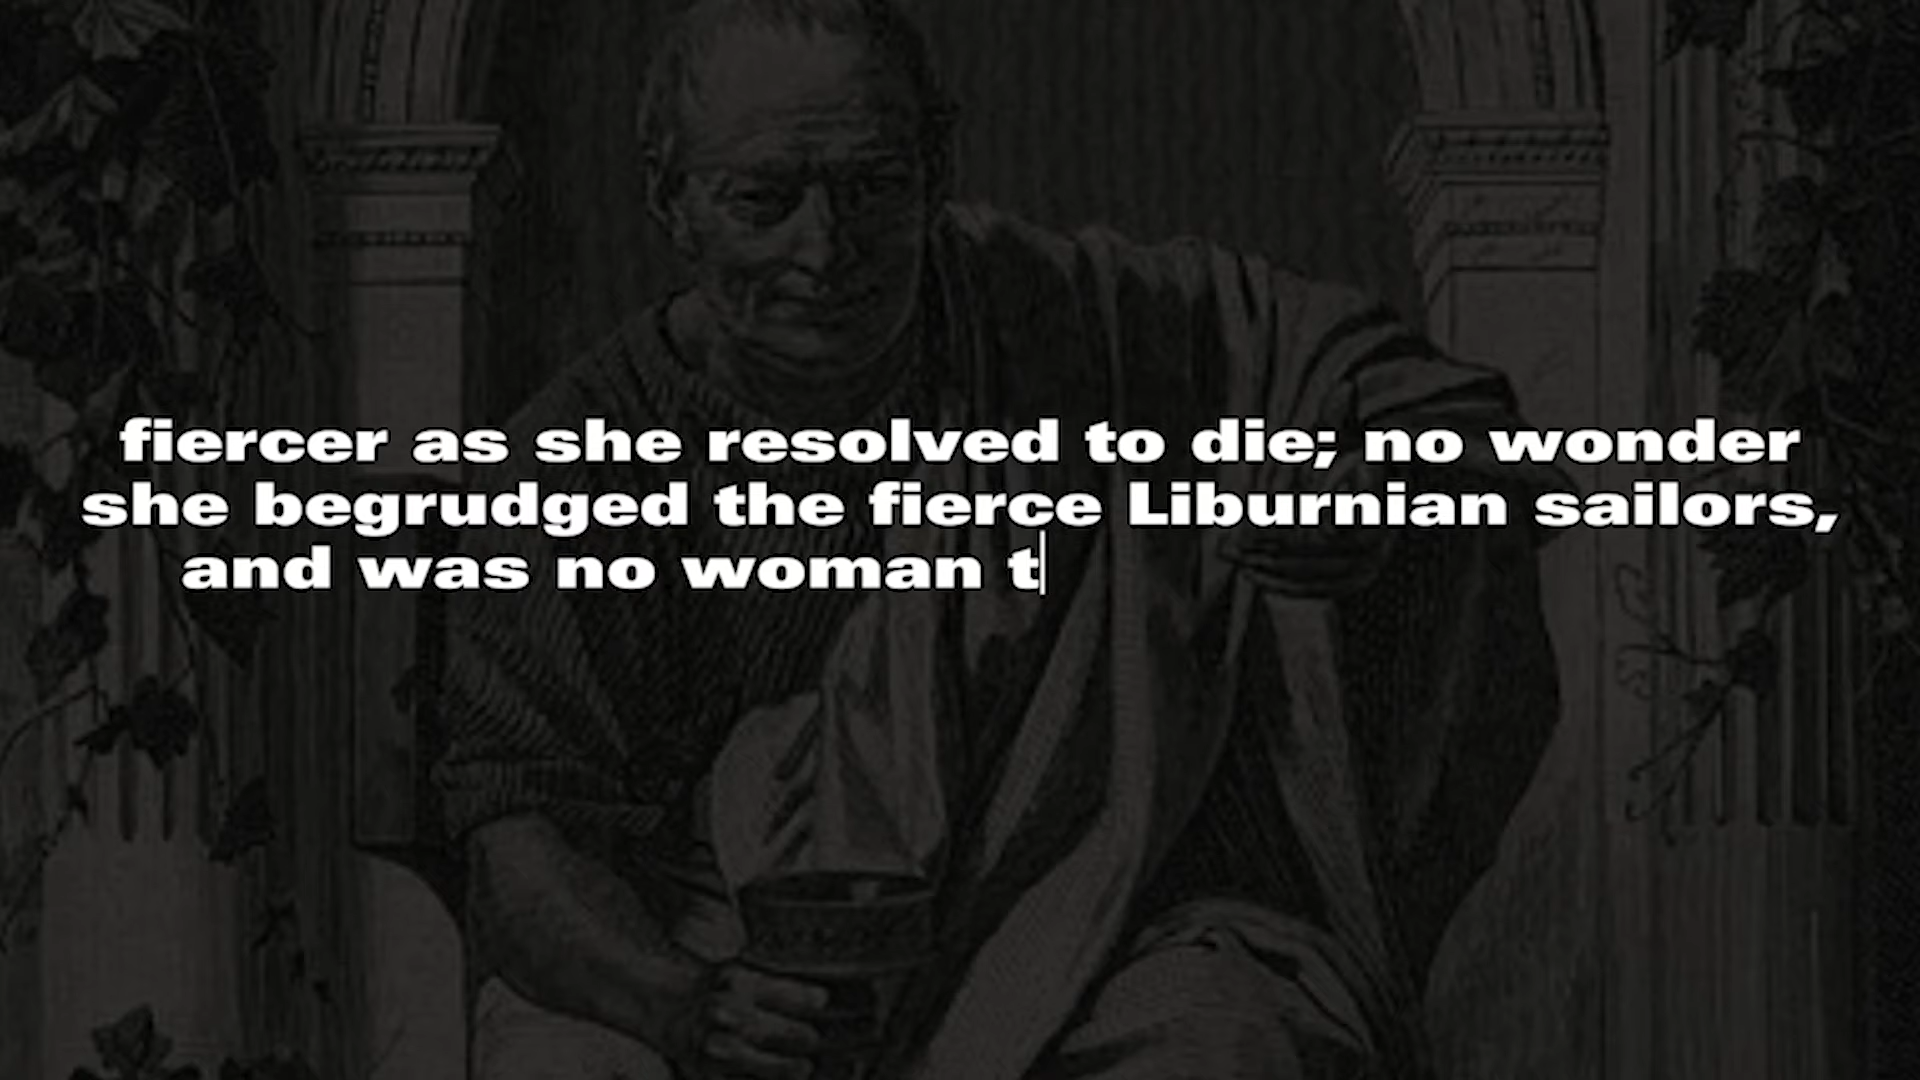 fiercer as she resolved to die; no wonder
she begrudged the fierce Liburnian sailors,
and was no woman t